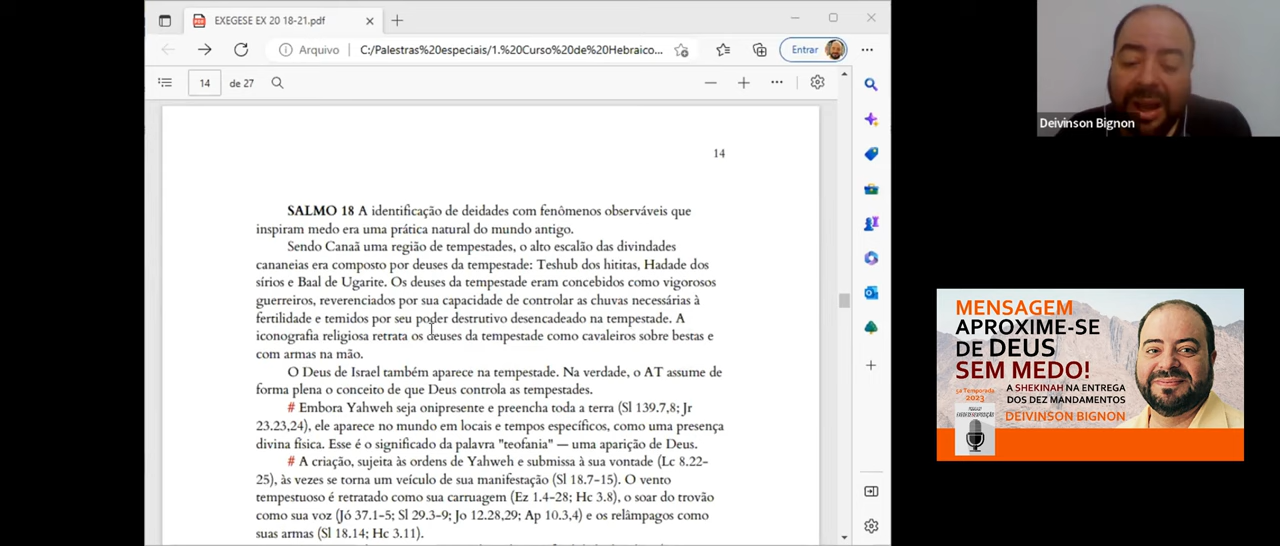 EXEGESE EX 20 18-21.pdf
Arquivo
C:/Palestras%20especiais/1.%20Curso%20de%20Hebraico...
Entrar
14
de 27
14
SALMO 18 A identificação de deidades com fenômenos observáveis que
inspiram medo era uma prática natural do mundo antigo.
Sendo Canaã uma região de tempestades, o alto escalão das divindades
cananeias era composto por deuses da tempestade: Teshub dos hititas, Hadade dos
sírios e Baal de Ugarite. Os deuses da tempestade eram concebidos como vigorosos
guerreiros, reverenciados por sua capacidade de controlar as chuvas necessárias à
fertilidade e temidos por seu poder destrutivo desencadeado na tempestade. A
iconografia religiosa retrata os deuses da tempestade como cavaleiros sobre bestas e
com armas na mão.
O Deus de Israel também aparece na tempestade. Na verdade, o AT assume de
forma plena o conceito de que Deus controla as tempestades.
# Embora Yahweh seja onipresente e preencha toda a terra (Sl 139.7,8; Jr
23.23,24), ele aparece no mundo em locais e tempos específicos, como uma presença
divina física. Esse é o significado da palavra "teofania" — uma aparição de Deus.
# A criação, sujeita às ordens de Yahweh e submissa à sua vontade (Lc 8.22-
25), às vezes se torna um veículo de sua manifestação (Sl 18.7-15). O vento
tempestuoso é retratado como sua carruagem (Ez 1.4-28; Hc 3.8), o soar do trovão
como sua voz (Jó 37.1-5; Sl 29.3-9; Jo 12.28,29; Ap 10.3,4) e os relâmpagos como
suas armas (Sl 18.14; Hc 3.11).
Deivinson Bignon
MENSAGEM
APROXIME-SE
DE DEUS
SEM MEDO!
A SHEKINAH NA ENTREGA
DOS DEZ MANDAMENTOS
DEIVINSON BIGNON
2023